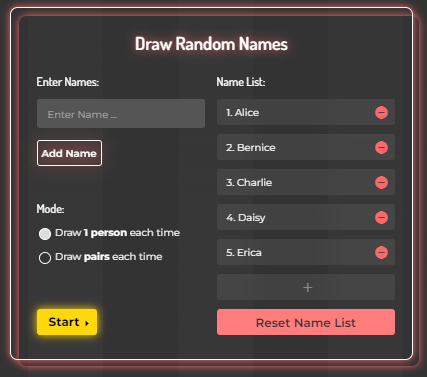 Draw Random Names
Enter Names:
Enter Name ...
Add Name
Mode:
Draw 1 person each time
Draw pairs each time
Start
Name List:
1. Alice
2. Bernice
3. Charlie
4. Daisy
5. Erica
+
Reset Name List